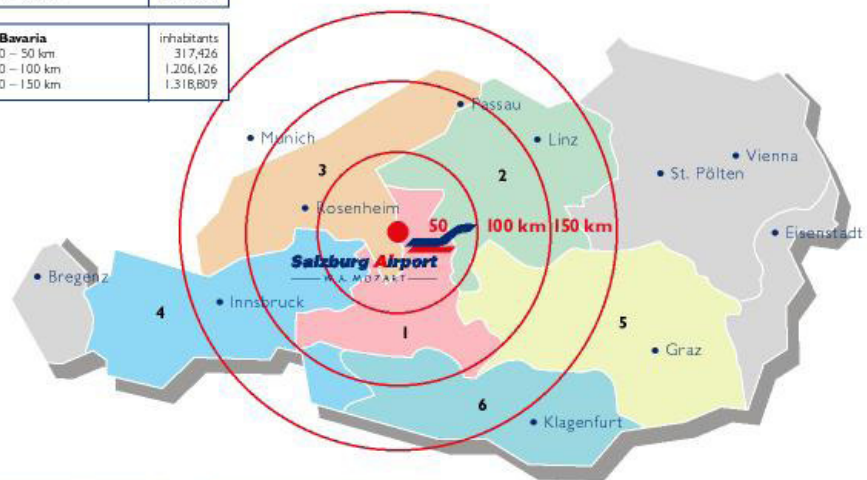 Bavaria inhabitants
0 – 50 km 317,426
0 – 100 km 1.206,126
0 – 150 km 1.318,809
Passau
Munich
Linz
Vienna
3
2
St. Pölten
Rosenheim
50 100 km 150 km
Eisenstadt
Salzburg Airport
W. A. MOZART
Bregenz
Innsbruck
4
1
5
Graz
6
Klagenfurt